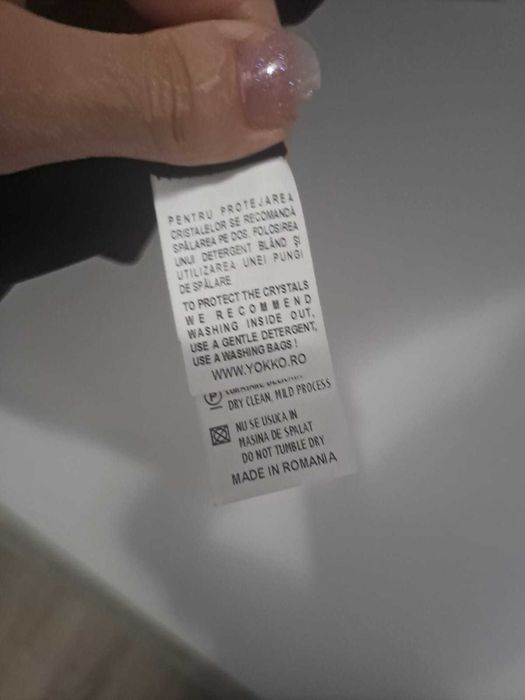 PENTRU PROTEJAREA
CRISTALELOR SE RECOMANDĂ
SPĂLAREA PE DOS, FOLOSIREA
UNUI DETERGENT BLÂND ȘI
UTILIZAREA UNEI PUNGI
DE SPĂLARE
TO PROTECT THE CRYSTALS
WE RECOMMEND
WASHING INSIDE OUT,
USE A GENTLE DETERGENT,
USE A WASHING BAGS !
WWW.YOKKO.RO
P
DRY CLEAN, MILD PROCESS
NU SE USUCA IN
MASINA DE SPALAT
DO NOT TUMBLE DRY
MADE IN ROMANIA